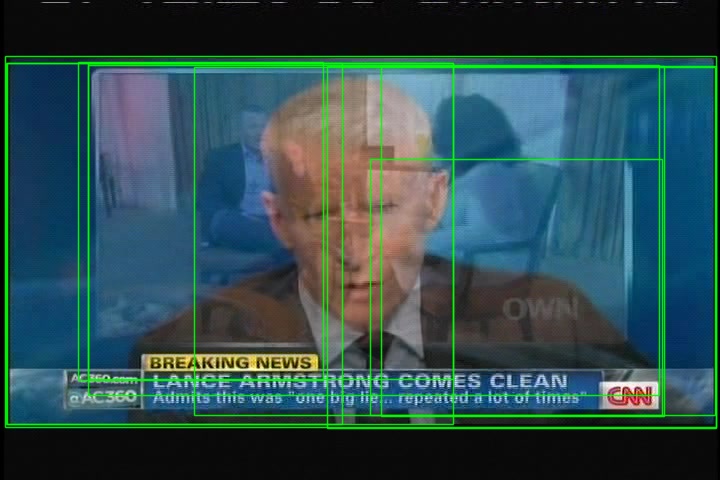 OWN
BREAKING NEWS
AC360.com
LANCE ARMSTRONG COMES CLEAN
@AC360
Admits this was "one big lie... repeated a lot of times"
CNN